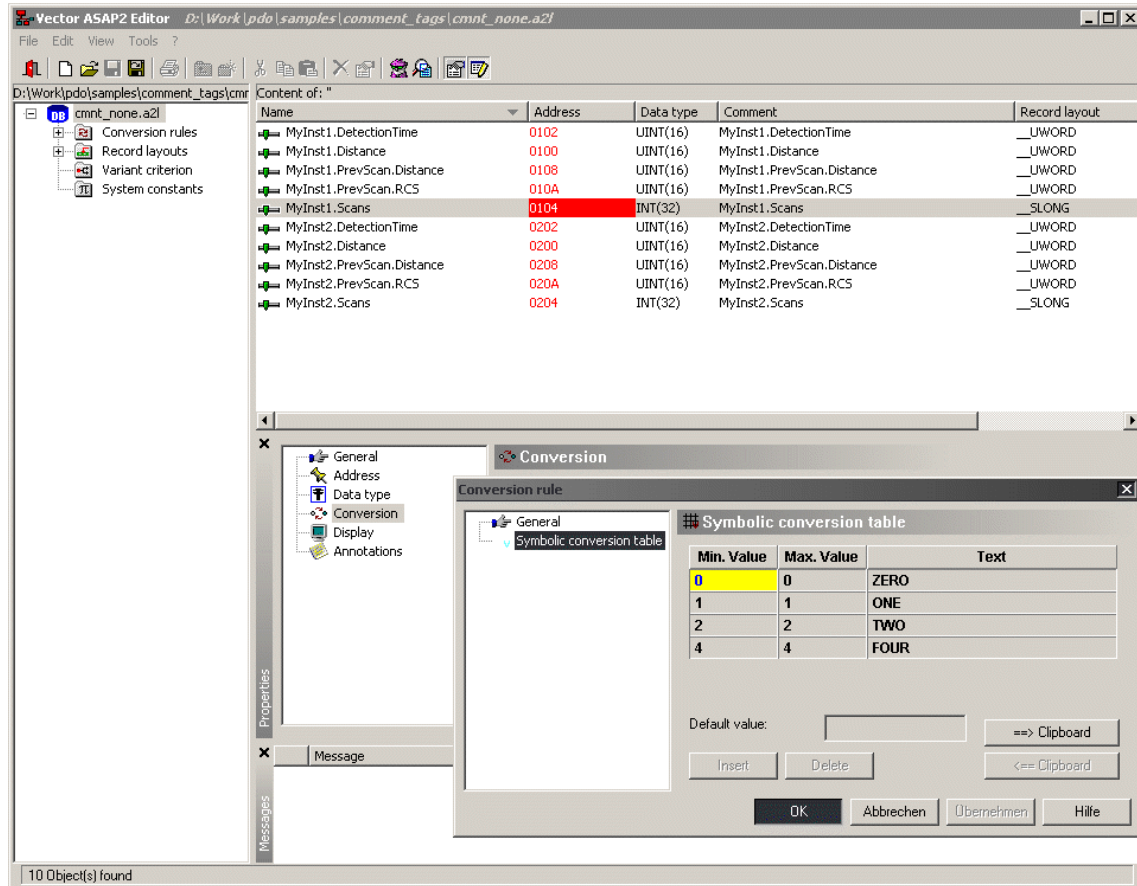 Vector ASAP2 Editor D:\Work\pdo\samples\comment_tags\cmnt_none.a2l
File Edit View Tools ?
D:\Work\pdo\samples\comment_tags\cmr Content of: "
DB cmnt_none.a2l
Conversion rules
Record layouts
Variant criterion
System constants
Name Address Data type Comment Record layout
MyInst1.DetectionTime 0102 UINT(16) MyInst1.DetectionTime __UWORD
MyInst1.Distance 0100 UINT(16) MyInst1.Distance __UWORD
MyInst1.PrevScan.Distance 0108 UINT(16) MyInst1.PrevScan.Distance __UWORD
MyInst1.PrevScan.RCS 010A UINT(16) MyInst1.PrevScan.RCS __UWORD
MyInst1.Scans 0104 INT(32) MyInst1.Scans __SLONG
MyInst2.DetectionTime 0202 UINT(16) MyInst2.DetectionTime __UWORD
MyInst2.Distance 0200 UINT(16) MyInst2.Distance __UWORD
MyInst2.PrevScan.Distance 0208 UINT(16) MyInst2.PrevScan.Distance __UWORD
MyInst2.PrevScan.RCS 020A UINT(16) MyInst2.PrevScan.RCS __UWORD
MyInst2.Scans 0204 INT(32) MyInst2.Scans __SLONG
Properties
General
Address
Data type
Conversion
Display
Annotations
Conversion
Conversion rule
General
Symbolic conversion table
Symbolic conversion table
Min. Value Max. Value Text
0 0 ZERO
1 1 ONE
2 2 TWO
4 4 FOUR
Default value:
==> Clipboard
Insert Delete <== Clipboard
OK Abbrechen Übernehmen Hilfe
Messages
Message
10 Object(s) found